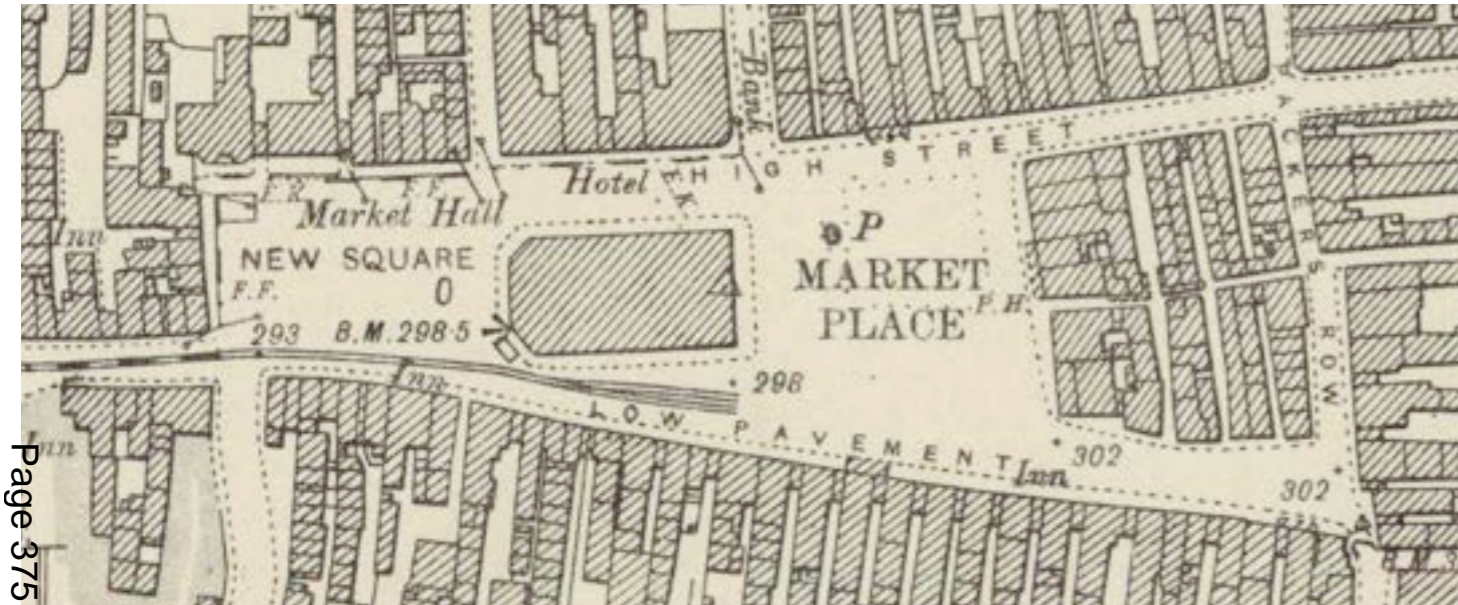 Bank
HIGH STREET
ACKERS ROW
Hotel
F.F.
Market Hall
P
Inn
NEW SQUARE
MARKET
PLACE
P.H.
0
F.F.
293
B.M. 298·5
298
Inn
LOW PAVEMENT
Inn
302
302
Inn
Page 375